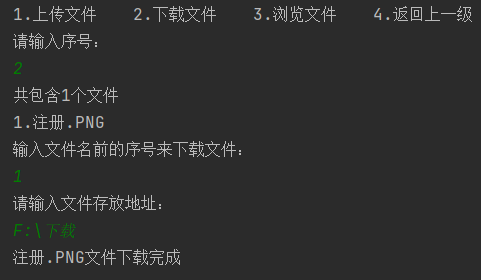 1.上传文件    2.下载文件    3.浏览文件    4.返回上一级
请输入序号：
2
共包含1个文件
1.注册.PNG
输入文件名前的序号来下载文件：
1
请输入文件存放地址：
F:\下载
注册.PNG文件下载完成